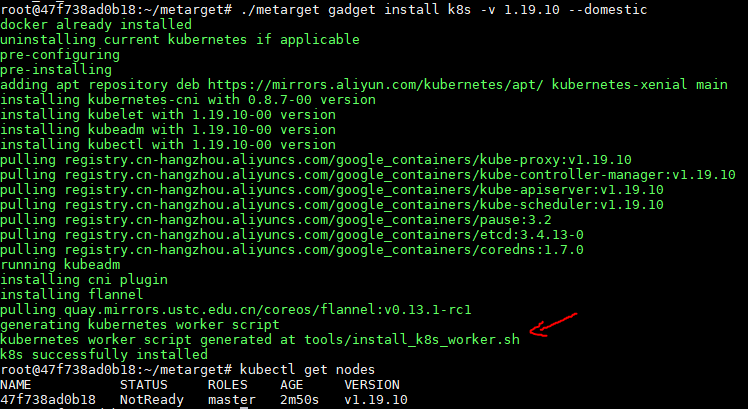 root@47f738ad0b18:~/metarget# ./metarget gadget install k8s -v 1.19.10 --domestic
docker already installed
uninstalling current kubernetes if applicable
pre-configuring
pre-installing
adding apt repository deb https://mirrors.aliyun.com/kubernetes/apt/ kubernetes-xenial main
installing kubernetes-cni with 0.8.7-00 version
installing kubelet with 1.19.10-00 version
installing kubeadm with 1.19.10-00 version
installing kubectl with 1.19.10-00 version
pulling registry.cn-hangzhou.aliyuncs.com/google_containers/kube-proxy:v1.19.10
pulling registry.cn-hangzhou.aliyuncs.com/google_containers/kube-controller-manager:v1.19.10
pulling registry.cn-hangzhou.aliyuncs.com/google_containers/kube-apiserver:v1.19.10
pulling registry.cn-hangzhou.aliyuncs.com/google_containers/kube-scheduler:v1.19.10
pulling registry.cn-hangzhou.aliyuncs.com/google_containers/pause:3.2
pulling registry.cn-hangzhou.aliyuncs.com/google_containers/etcd:3.4.13-0
pulling registry.cn-hangzhou.aliyuncs.com/google_containers/coredns:1.7.0
running kubeadm
installing cni plugin
installing flannel
pulling quay.mirrors.ustc.edu.cn/coreos/flannel:v0.13.1-rc1
generating kubernetes worker script
kubernetes worker script generated at tools/install_k8s_worker.sh
k8s successfully installed
root@47f738ad0b18:~/metarget# kubectl get nodes
NAME STATUS ROLES AGE VERSION
47f738ad0b18 NotReady master 2m50s v1.19.10